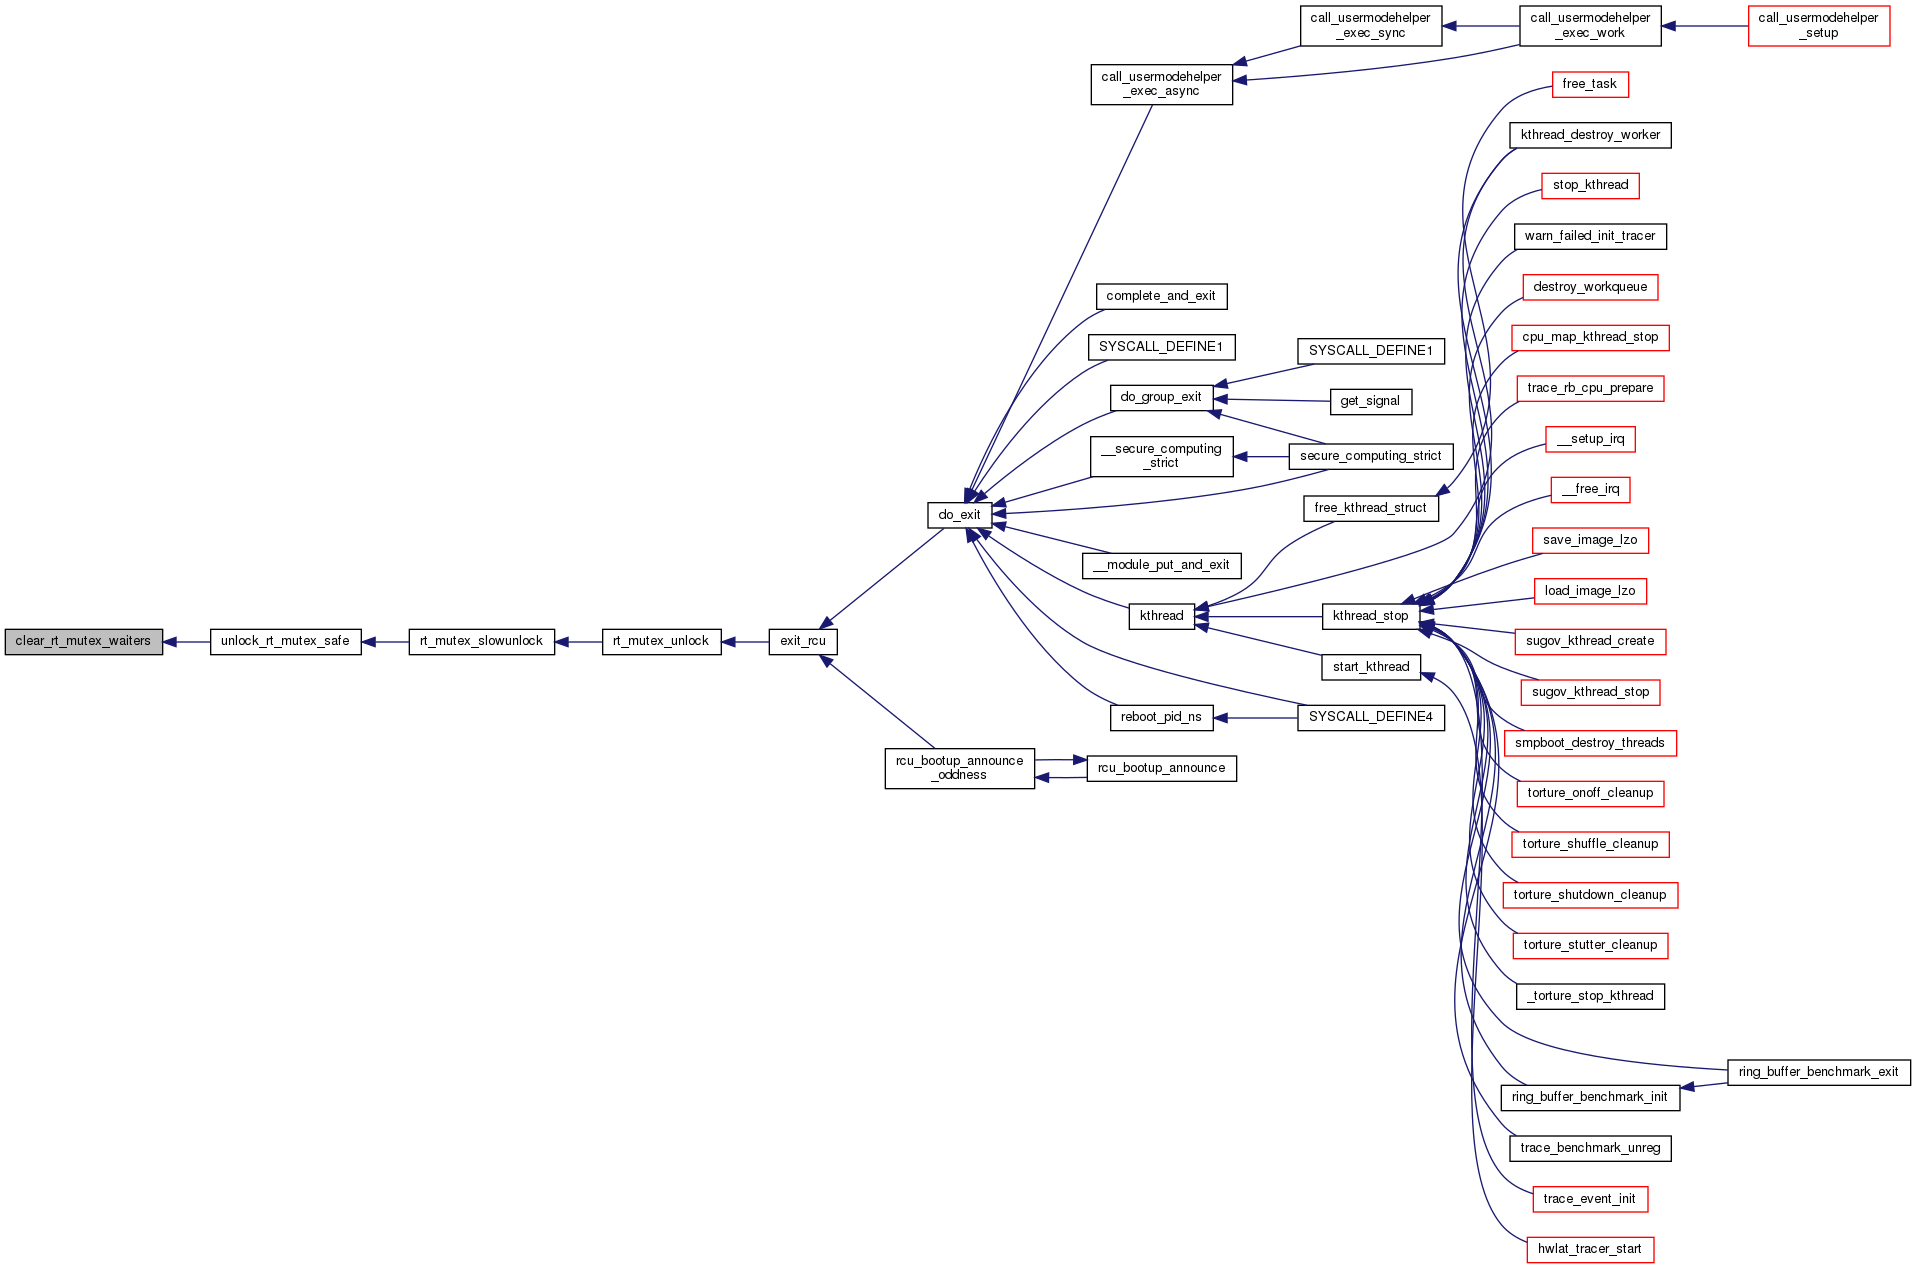 call_usermodehelper
_exec_sync
call_usermodehelper
_exec_work
call_usermodehelper
_setup
call_usermodehelper
_exec_async
free_task
kthread_destroy_worker
stop_kthread
warn_failed_init_tracer
destroy_workqueue
complete_and_exit
cpu_map_kthread_stop
SYSCALL_DEFINE1
SYSCALL_DEFINE1
trace_rb_cpu_prepare
do_group_exit
get_signal
__setup_irq
__secure_computing
_strict
secure_computing_strict
__free_irq
do_exit
free_kthread_struct
save_image_lzo
__module_put_and_exit
load_image_lzo
kthread
kthread_stop
clear_rt_mutex_waiters
unlock_rt_mutex_safe
rt_mutex_slowunlock
rt_mutex_unlock
exit_rcu
sugov_kthread_create
start_kthread
sugov_kthread_stop
reboot_pid_ns
SYSCALL_DEFINE4
smpboot_destroy_threads
rcu_bootup_announce
_oddness
rcu_bootup_announce
torture_onoff_cleanup
torture_shuffle_cleanup
torture_shutdown_cleanup
torture_stutter_cleanup
_torture_stop_kthread
ring_buffer_benchmark_exit
ring_buffer_benchmark_init
trace_benchmark_unreg
trace_event_init
hwlat_tracer_start